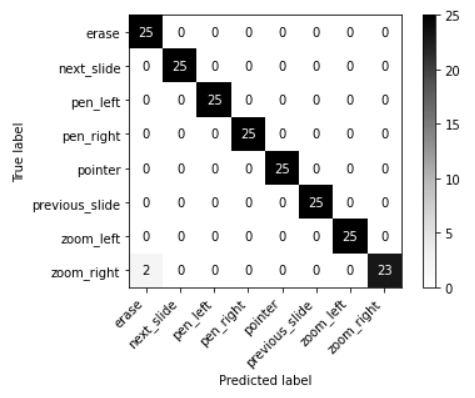 erase 25 0 0 0 0 0 0 0
next_slide 0 25 0 0 0 0 0 0
pen_left 0 0 25 0 0 0 0 0
pen_right 0 0 0 25 0 0 0 0
pointer 0 0 0 0 25 0 0 0
previous_slide 0 0 0 0 0 25 0 0
zoom_left 0 0 0 0 0 0 25 0
zoom_right 2 0 0 0 0 0 0 23
True label
erase next_slide pen_left pen_right pointer previous_slide zoom_left zoom_right
Predicted label
25
20
15
10
5
0